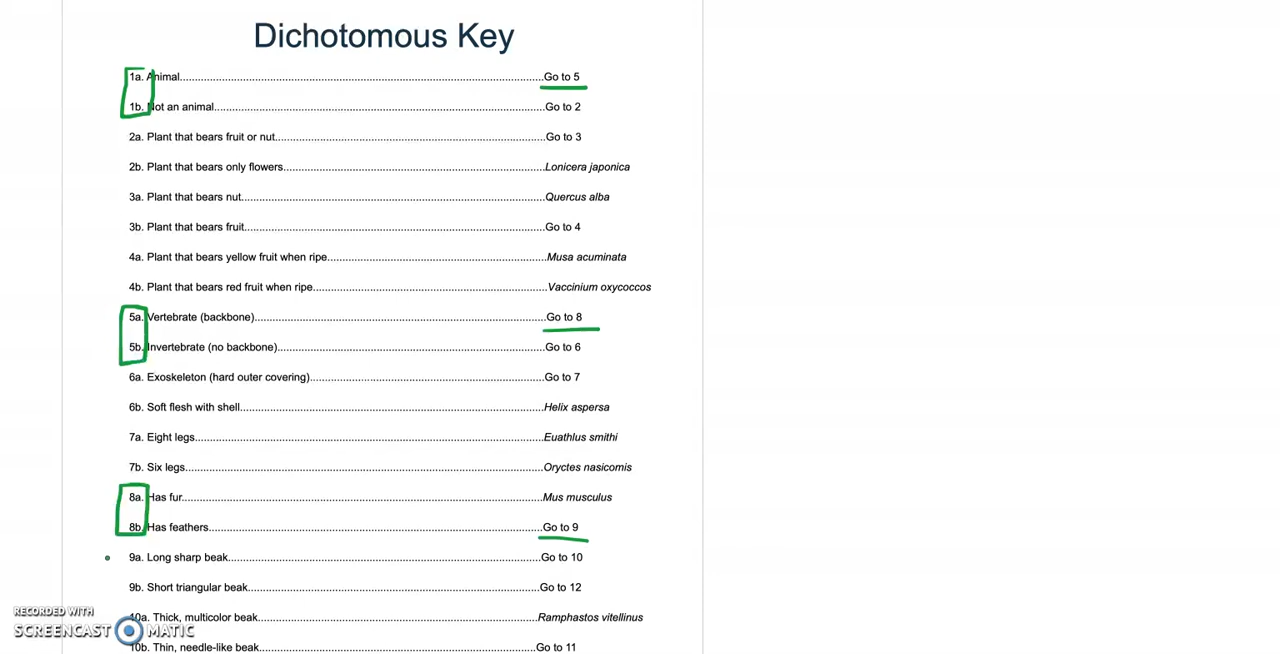 Dichotomous Key
1a. Animal..........Go to 5
1b. Not an animal..........Go to 2
2a. Plant that bears fruit or nut..........Go to 3
2b. Plant that bears only flowers..........Lonicera japonica
3a. Plant that bears nut..........Quercus alba
3b. Plant that bears fruit..........Go to 4
4a. Plant that bears yellow fruit when ripe..........Musa acuminata
4b. Plant that bears red fruit when ripe..........Vaccinium oxycoccos
5a. Vertebrate (backbone)..........Go to 8
5b. Invertebrate (no backbone)..........Go to 6
6a. Exoskeleton (hard outer covering)..........Go to 7
6b. Soft flesh with shell..........Helix aspersa
7a. Eight legs..........Euathlus smithi
7b. Six legs..........Oryctes nasicomis
8a. Has fur..........Mus musculus
8b. Has feathers..........Go to 9
9a. Long sharp beak..........Go to 10
9b. Short triangular beak..........Go to 12
10a. Thick, multicolor beak..........Ramphastos vitellinus
10b. Thin, needle-like beak..........Go to 11
RECORDED WITH
SCREENCAST MATIC